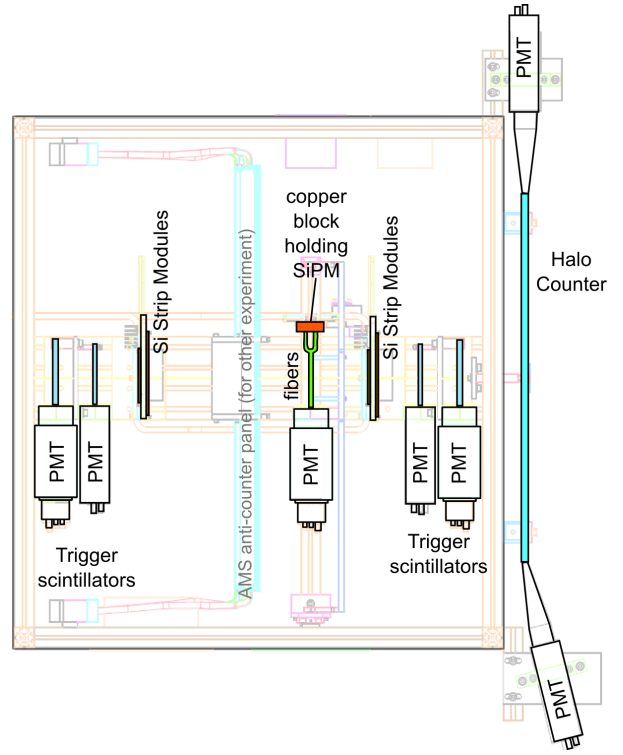 PMT
copper
block
holding
SiPM
Si Strip Modules
Si Strip Modules
Halo
Counter
AMS anti-counter panel (for other experiment)
fibers
PMT
PMT
PMT
PMT
PMT
Trigger
scintillators
Trigger
scintillators
PMT